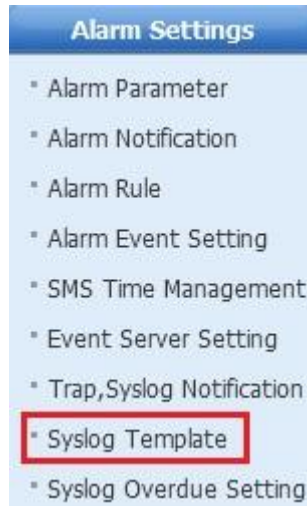 Alarm Settings
Alarm Parameter
Alarm Notification
Alarm Rule
Alarm Event Setting
SMS Time Management
Event Server Setting
Trap,Syslog Notification
Syslog Template
Syslog Overdue Setting